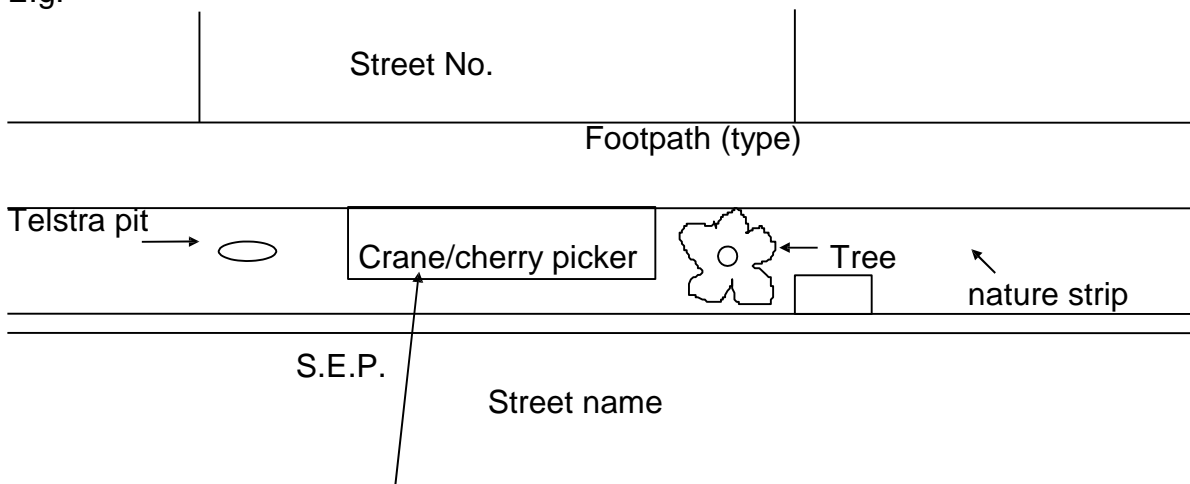 E.g.
Street No.
Footpath (type)
Telstra pit
Crane/cherry picker
Tree
nature strip
S.E.P.
Street name